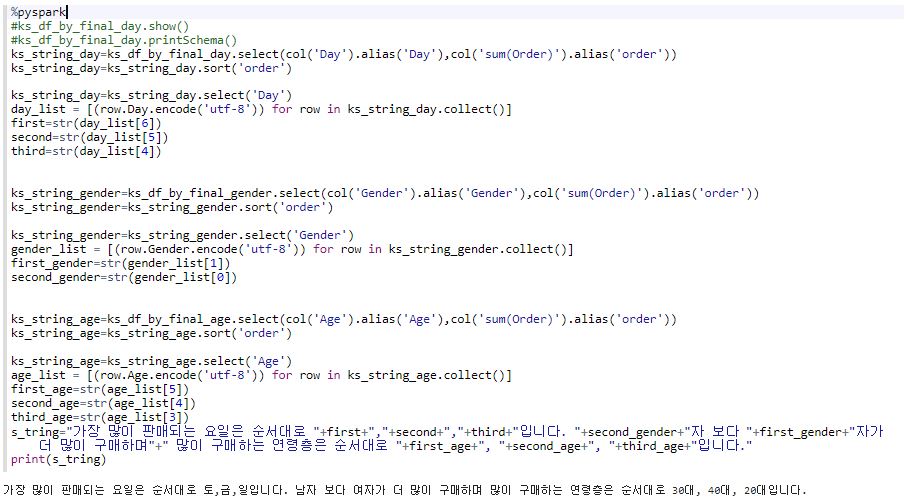 %pyspark
#ks_df_by_final_day.show()
#ks_df_by_final_day.printSchema()
ks_string_day=ks_df_by_final_day.select(col('Day').alias('Day'),col('sum(Order)').alias('order'))
ks_string_day=ks_string_day.sort('order')
ks_string_day=ks_string_day.select('Day')
day_list = [(row.Day.encode('utf-8')) for row in ks_string_day.collect()]
first=str(day_list[6])
second=str(day_list[5])
third=str(day_list[4])
ks_string_gender=ks_df_by_final_gender.select(col('Gender').alias('Gender'),col('sum(Order)').alias('order'))
ks_string_gender=ks_string_gender.sort('order')
ks_string_gender=ks_string_gender.select('Gender')
gender_list = [(row.Gender.encode('utf-8')) for row in ks_string_gender.collect()]
first_gender=str(gender_list[1])
second_gender=str(gender_list[0])
ks_string_age=ks_df_by_final_age.select(col('Age').alias('Age'),col('sum(Order)').alias('order'))
ks_string_age=ks_string_age.sort('order')
ks_string_age=ks_string_age.select('Age')
age_list = [(row.Age.encode('utf-8')) for row in ks_string_age.collect()]
first_age=str(age_list[5])
second_age=str(age_list[4])
third_age=str(age_list[3])
s_tring="가장 많이 판매되는 요일은 순서대로 "+first+","+second+","+third+"입니다. "+second_gender+"자 보다 "+first_gender+"자가
더 많이 구매하며"+" 많이 구매하는 연령층은 순서대로 "+first_age+", "+second_age+", "+third_age+"입니다."
print(s_tring)
가장 많이 판매되는 요일은 순서대로 토,금,일입니다. 남자 보다 여자가 더 많이 구매하며 많이 구매하는 연령층은 순서대로 30대, 40대, 20대입니다.